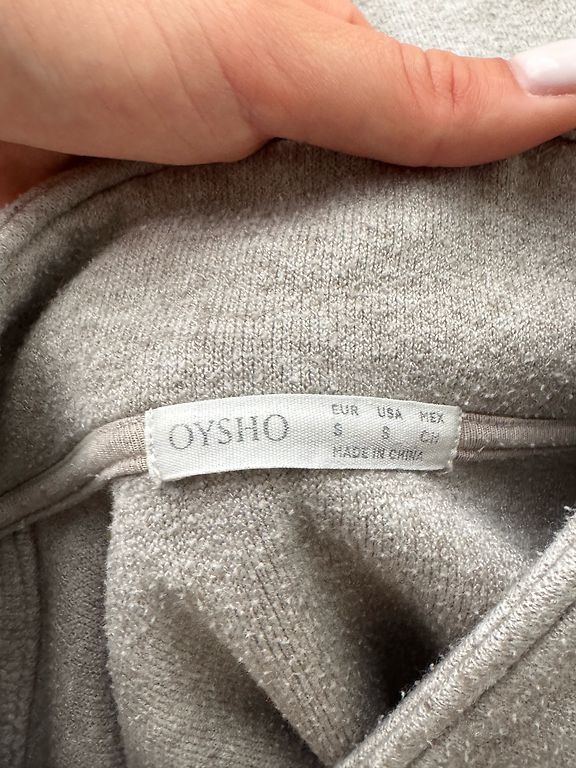 OYSHO
EUR USA MEX
S S CH
MADE IN CHINA